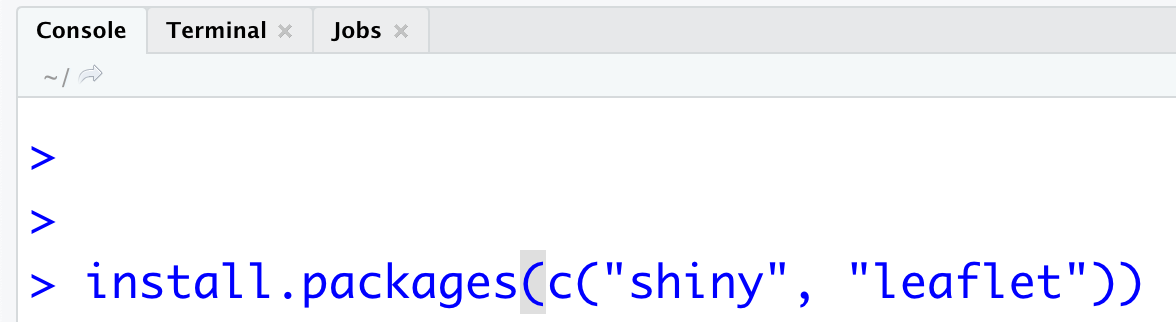 Console Terminal Jobs
~/
>
>
> install.packages(c("shiny", "leaflet"))